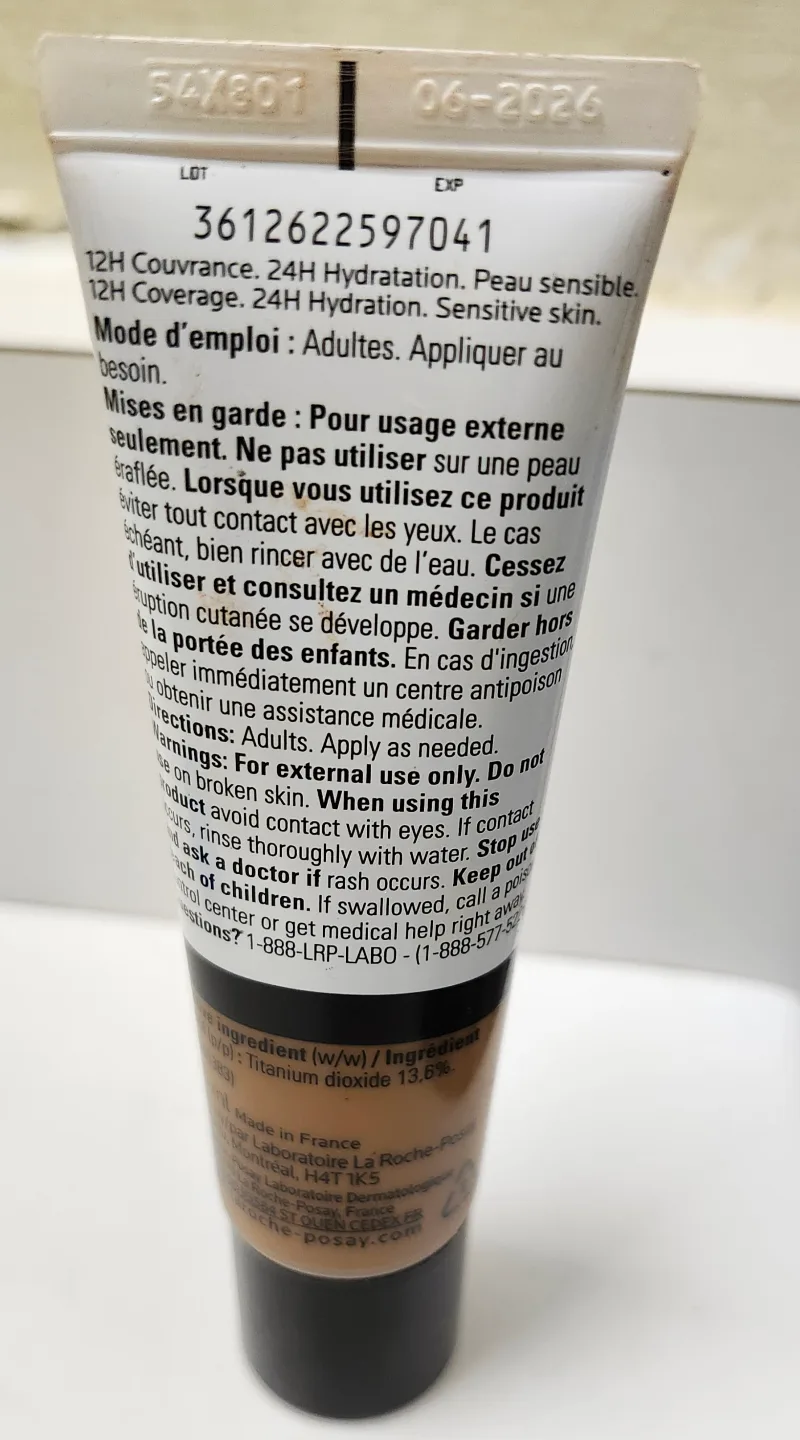 54X801 06-2026
LOT EXP
3612622597041
12H Couvrance. 24H Hydratation. Peau sensible.
12H Coverage. 24H Hydration. Sensitive skin.
Mode d'emploi : Adultes. Appliquer au
besoin.
Mises en garde : Pour usage externe
seulement. Ne pas utiliser sur une peau
éraflée. Lorsque vous utilisez ce produit
éviter tout contact avec les yeux. Le cas
échéant, bien rincer avec de l'eau. Cessez
d'utiliser et consultez un médecin si une
éruption cutanée se développe. Garder hors
de la portée des enfants. En cas d'ingestion,
appeler immédiatement un centre antipoison
obtenir une assistance médicale.
Directions: Adults. Apply as needed.
Warnings: For external use only. Do not
use on broken skin. When using this
product avoid contact with eyes. If contact
occurs, rinse thoroughly with water. Stop use
and ask a doctor if rash occurs. Keep out
of children. If swallowed, call a
center or get medical help right away.
1-888-LRP-LABO - (1-888-577-52
ingredient (w/w) / Ingrédient
(p/p) : Titanium dioxide 13,6%.
Made in France
par Laboratoire La Roche-Posay
Montréal, H4T 1K5
Posay Laboratoire Dermatologique
La Roche-Posay, France
ST OUEN CEDEX FR
roche-posay.com